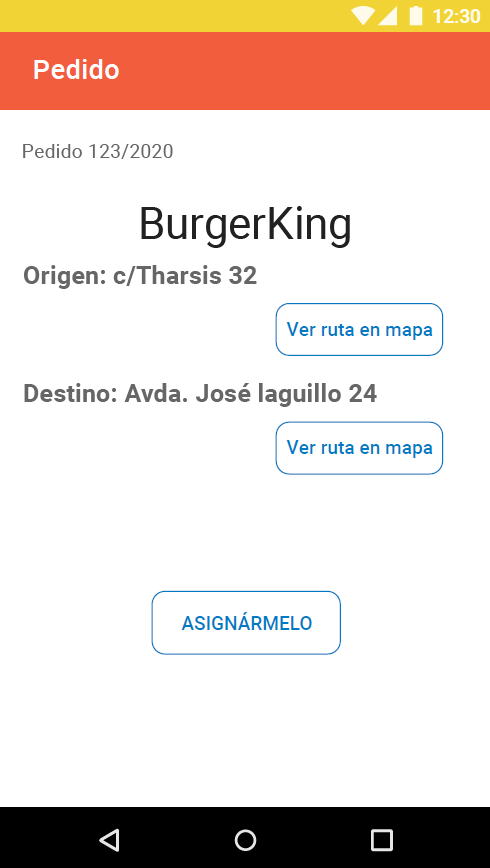 12:30
Pedido
Pedido 123/2020
BurgerKing
Origen: c/Tharsis 32
Ver ruta en mapa
Destino: Avda. José laguillo 24
Ver ruta en mapa
ASIGNÁRMELO